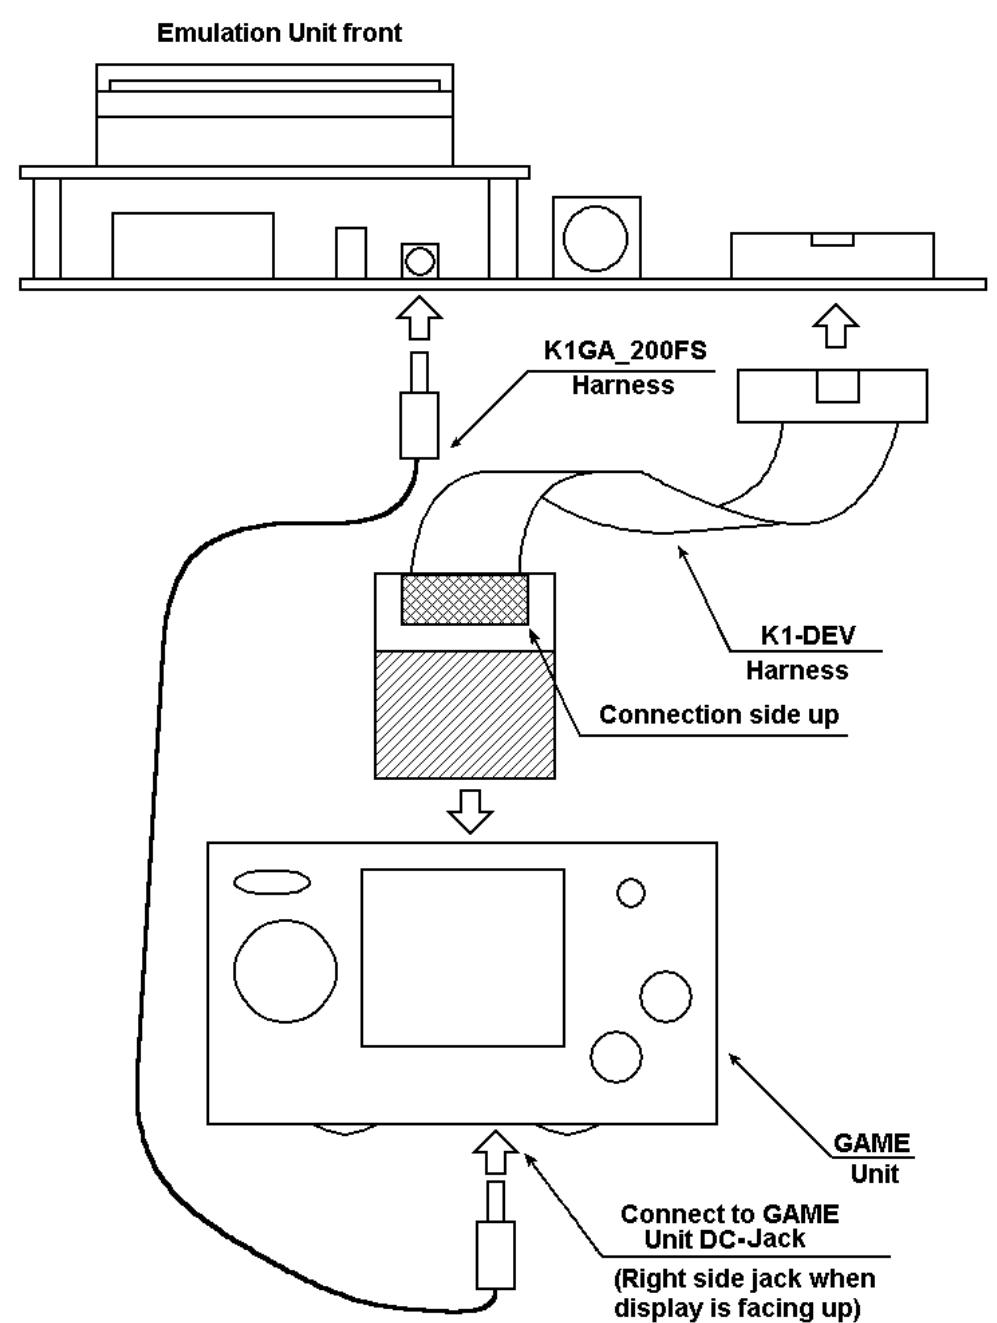 Emulation Unit front
K1GA_200FS
Harness
K1-DEV
Harness
Connection side up
GAME
Unit
Connect to GAME
Unit DC-Jack
(Right side jack when
display is facing up)